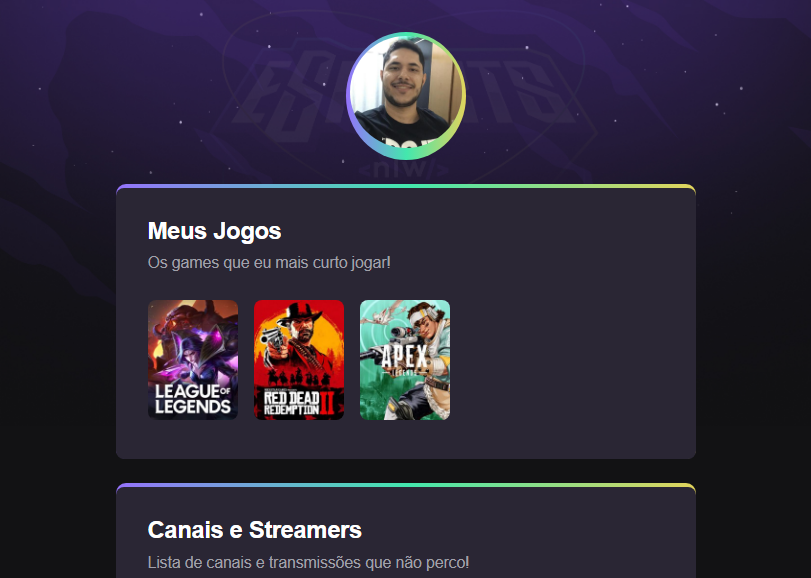 <nlw/>
Meus Jogos
Os games que eu mais curto jogar!
LEAGUE OF
LEGENDS
RED DEAD
REDEMPTION II
APEX
LEGENDS
Canais e Streamers
Lista de canais e transmissões que não perco!